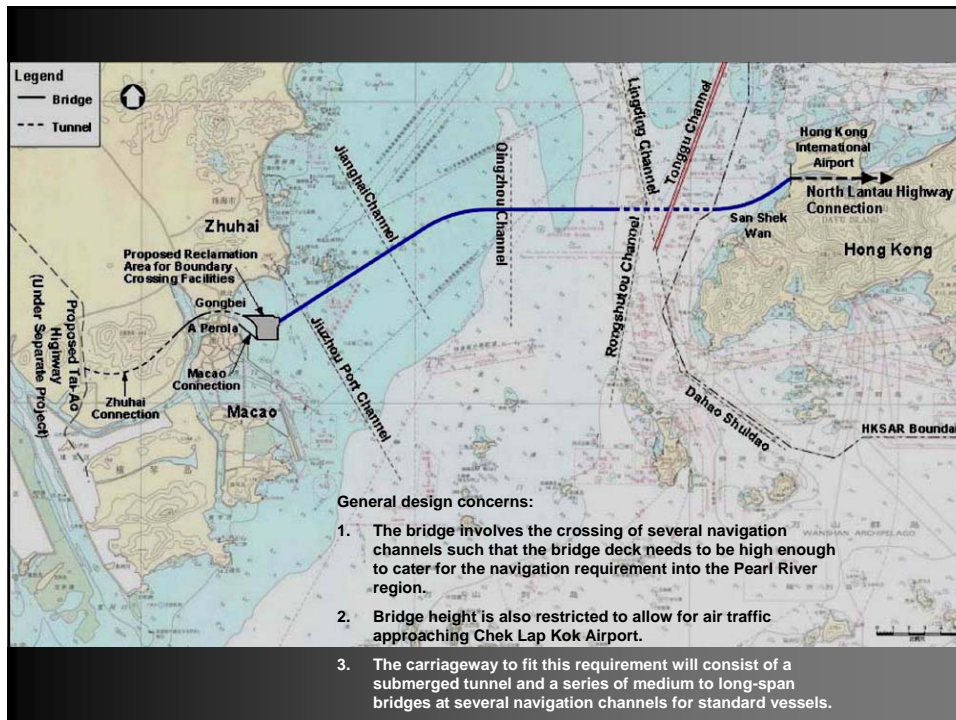 Legend
Bridge
Tunnel
Lingding Channel
Tonggu Channel
Hong Kong
International
Airport
North Lantau Highway
Connection
San Shek
Wan
Hong Kong
Jianghai Channel
Qingzhou Channel
Zhuhai
Proposed Reclamation
Area for Boundary
Crossing Facilities
Gongbei
A Perola
Macao
Connection
Zhuhai
Connection
Macao
Proposed Tai-Ao
Highway
(Under Separate Project)
Jiuzhou Port Channel
Rongshutou Channel
Dahao Shuidao
HKSAR Boundar
WANSHAN ARCHIPELAGO
General design concerns:
1. The bridge involves the crossing of several navigation
channels such that the bridge deck needs to be high enough
to cater for the navigation requirement into the Pearl River
region.
2. Bridge height is also restricted to allow for air traffic
approaching Chek Lap Kok Airport.
3. The carriageway to fit this requirement will consist of a
submerged tunnel and a series of medium to long-span
bridges at several navigation channels for standard vessels.